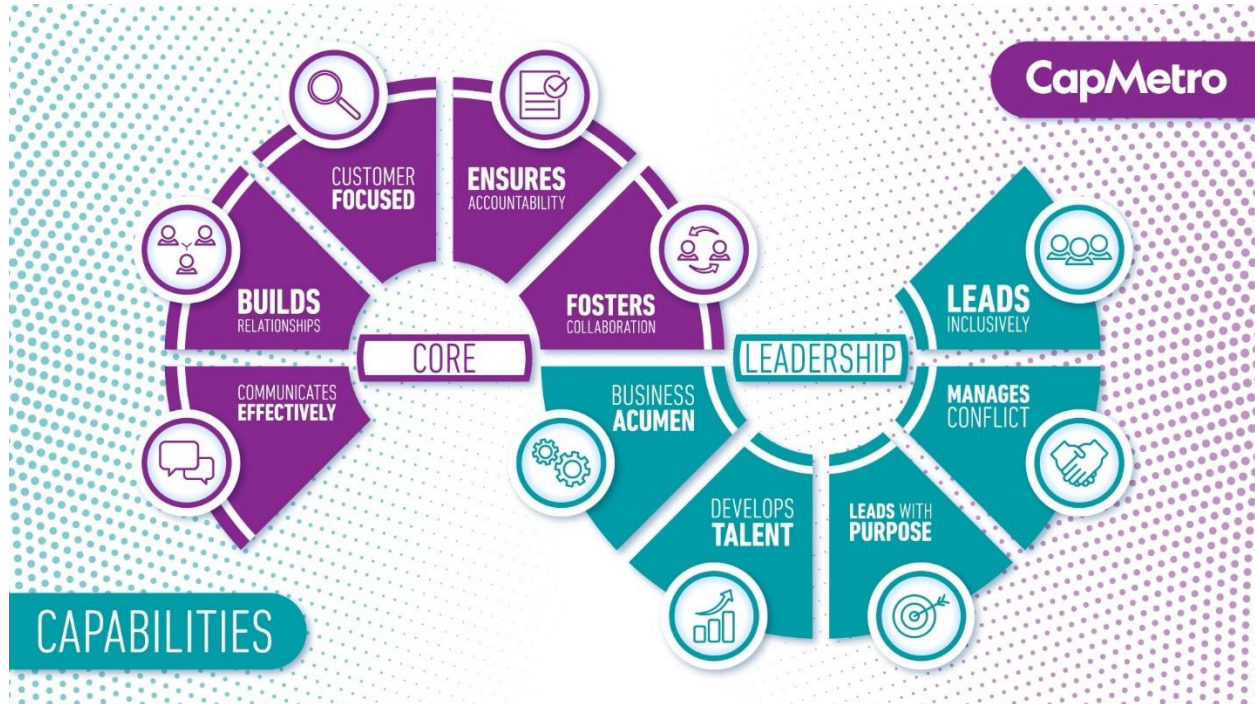 CapMetro
CUSTOMER
FOCUSED
ENSURES
ACCOUNTABILITY
BUILDS
RELATIONSHIPS
FOSTERS
COLLABORATION
LEADS
INCLUSIVELY
CORE
LEADERSHIP
COMMUNICATES
EFFECTIVELY
BUSINESS
ACUMEN
MANAGES
CONFLICT
DEVELOPS
TALENT
LEADS WITH
PURPOSE
CAPABILITIES